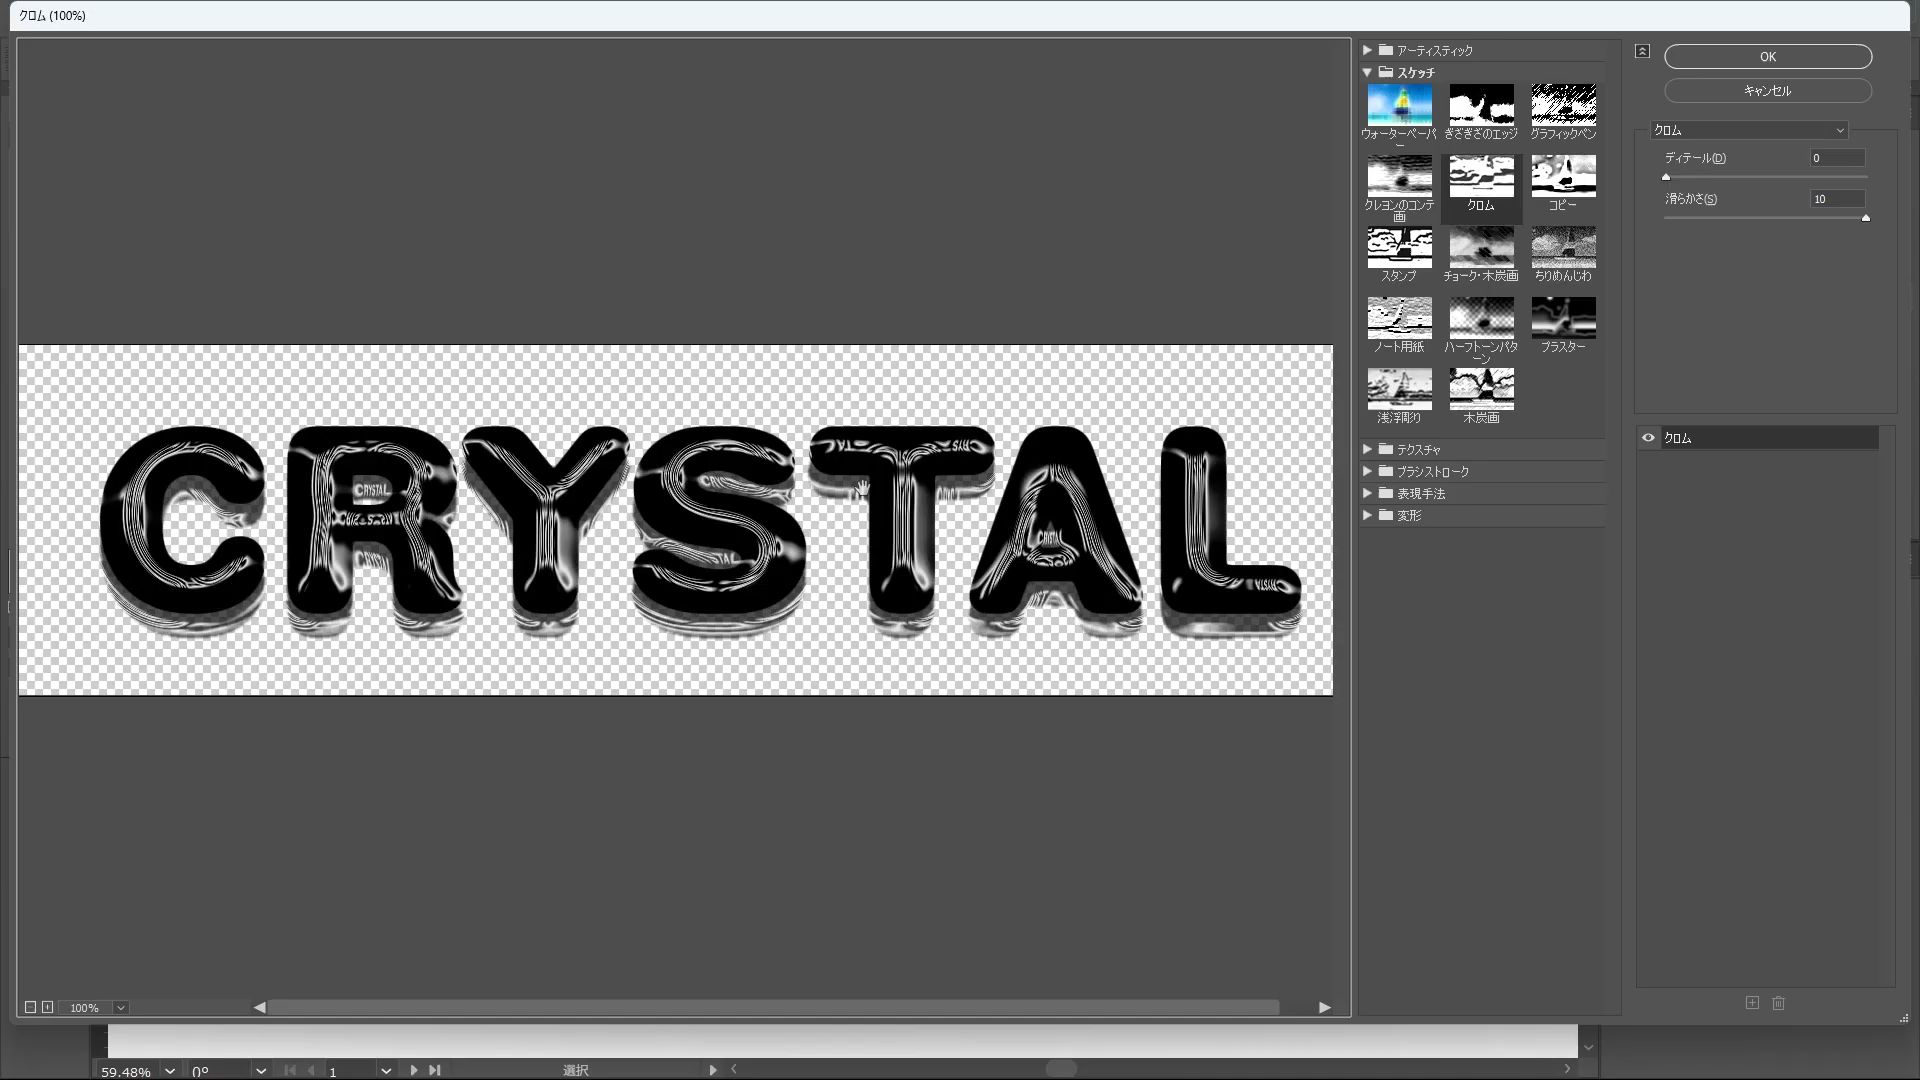 クロム (100%)
アーティスティック
スケッチ
ウォーターペーパー
ぎざぎざのエッジ
グラフィックペン
クレヨンのコンテ画
クロム
コピー
スタンプ
チョーク・木炭画
ちりめんじわ
ノート用紙
ハーフトーンパターン
プラスター
浅浮彫り
木炭画
テクスチャ
ブラシストローク
表現手法
変形
OK
キャンセル
クロム
ディテール(D)
0
滑らかさ(S)
10
クロム
CRYSTAL
CRYSTAL
CRYSTAL
100%
59.48%
0°
1
選択